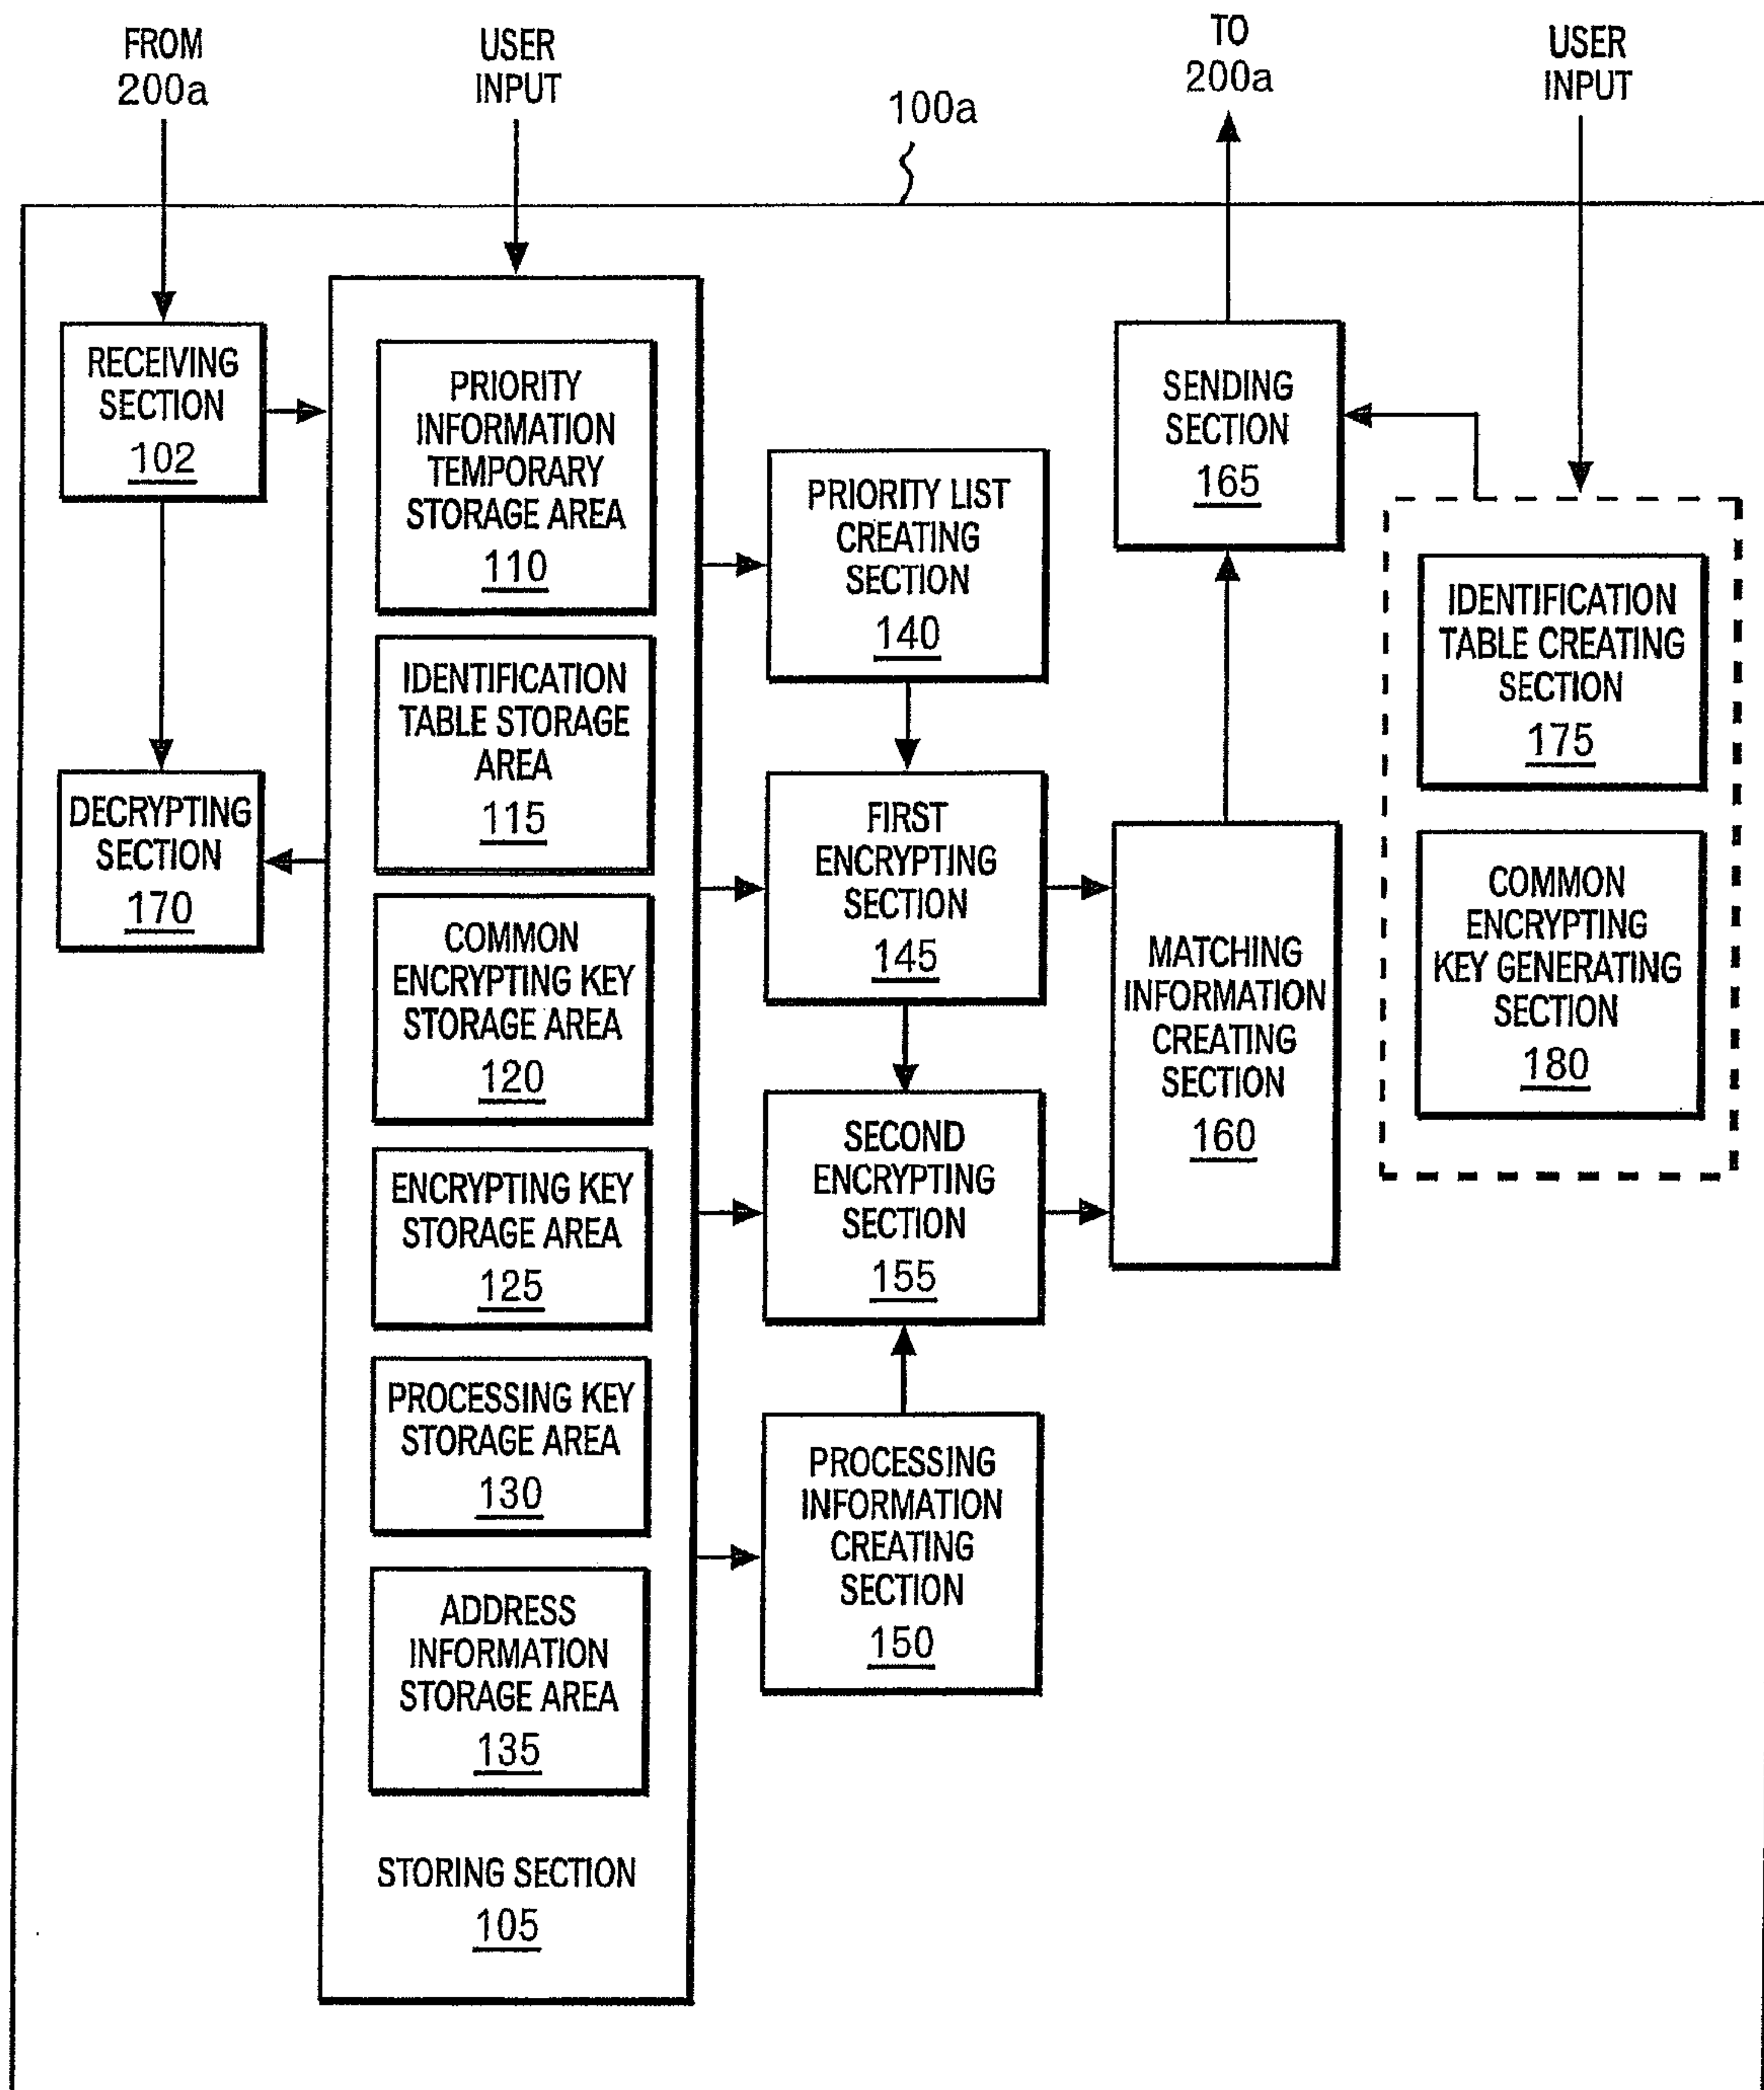 FROM
200a
USER
INPUT
TO
200a
USER
INPUT
100a
RECEIVING
SECTION
102
DECRYPTING
SECTION
170
PRIORITY
INFORMATION
TEMPORARY
STORAGE AREA
110
IDENTIFICATION
TABLE STORAGE
AREA
115
COMMON
ENCRYPTING KEY
STORAGE AREA
120
ENCRYPTING KEY
STORAGE AREA
125
PROCESSING KEY
STORAGE AREA
130
ADDRESS
INFORMATION
STORAGE AREA
135
STORING SECTION
105
PRIORITY LIST
CREATING
SECTION
140
FIRST
ENCRYPTING
SECTION
145
SECOND
ENCRYPTING
SECTION
155
PROCESSING
INFORMATION
CREATING
SECTION
150
SENDING
SECTION
165
MATCHING
INFORMATION
CREATING
SECTION
160
IDENTIFICATION
TABLE CREATING
SECTION
175
COMMON
ENCRYPTING
KEY GENERATING
SECTION
180